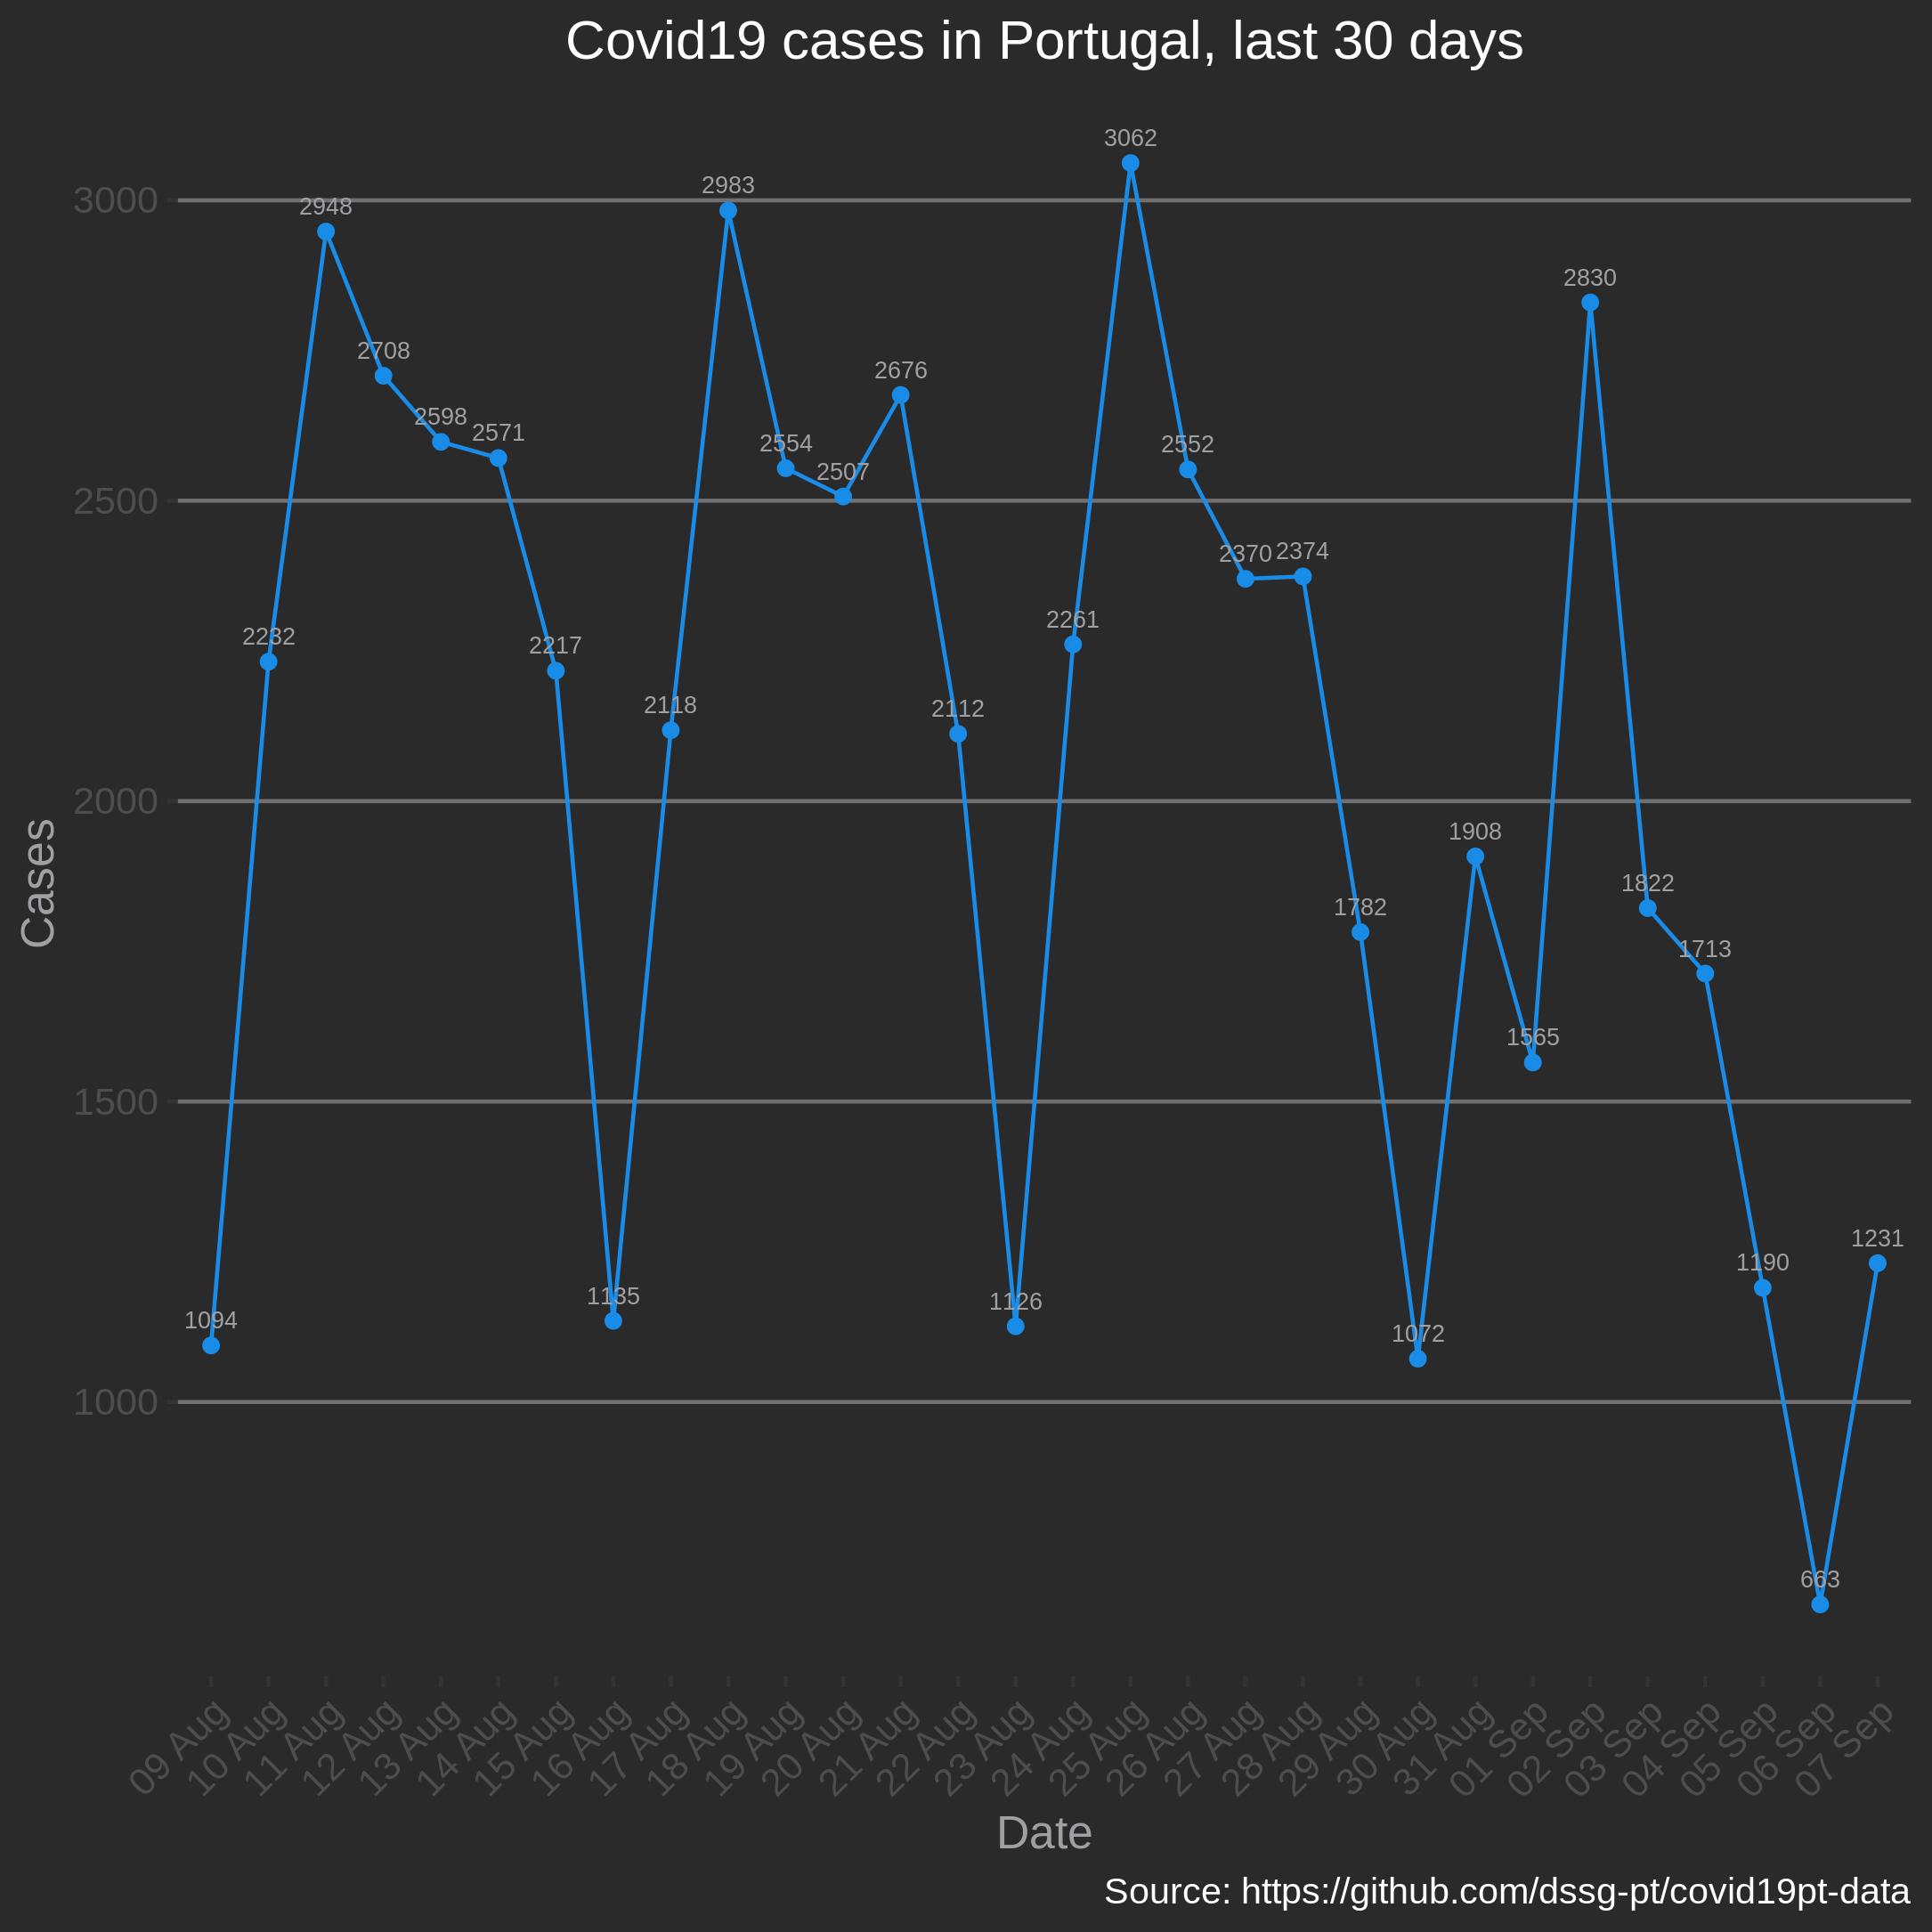 Covid19 cases in Portugal, last 30 days
3062
2983
3000
2948
2830
2708
2676
2598
2571
2554
2552
2507
2500
2370
2374
2232
2261
2217
2118
2112
2000
1908
Cases
1822
1782
1713
1565
1500
1231
1190
1135
1126
1094
1072
1000
663
09 Aug
10 Aug
11 Aug
12 Aug
13 Aug
14 Aug
15 Aug
16 Aug
17 Aug
18 Aug
19 Aug
20 Aug
21 Aug
22 Aug
23 Aug
24 Aug
25 Aug
26 Aug
27 Aug
28 Aug
29 Aug
30 Aug
31 Aug
01 Sep
02 Sep
03 Sep
04 Sep
05 Sep
06 Sep
07 Sep
Date
Source: https://github.com/dssg-pt/covid19pt-data